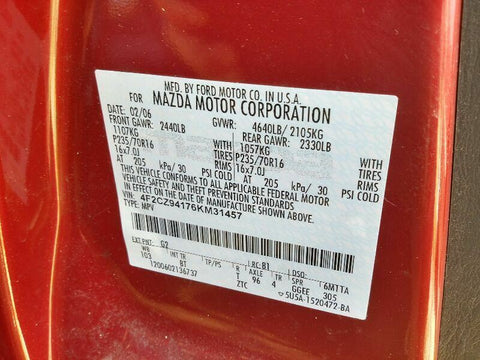 MFD. BY FORD MOTOR CO. IN U.S.A.
FOR MAZDA MOTOR CORPORATION
DATE: 02/06 GVWR: 4640LB/ 2105KG
FRONT GAWR: 2440LB REAR GAWR: 2330LB
1107KG 1057KG
P235/70R16 TIRES P235/70R16 TIRES
16x7.0J RIMS 16x7.0J RIMS
AT 205 kPa/ 30 PSI COLD AT 205 kPa/ 30 PSI COLD
THIS VEHICLE CONFORMS TO ALL APPLICABLE FEDERAL MOTOR
VEHICLE SAFETY AND BUMPER STANDARDS IN EFFECT
ON THE DATE OF MANUFACTURE SHOWN ABOVE.
VIN: 4F2CZ94176KM31457
TYPE: MPV
EXT PNT: G2 RC: 81 DSO:
WB INT TR TP/PS R AXLE TR SPR 6MTTA
103 BT T 96 4 GGEE 305
1200602136737 ZTC 5U5A-1520472-BA